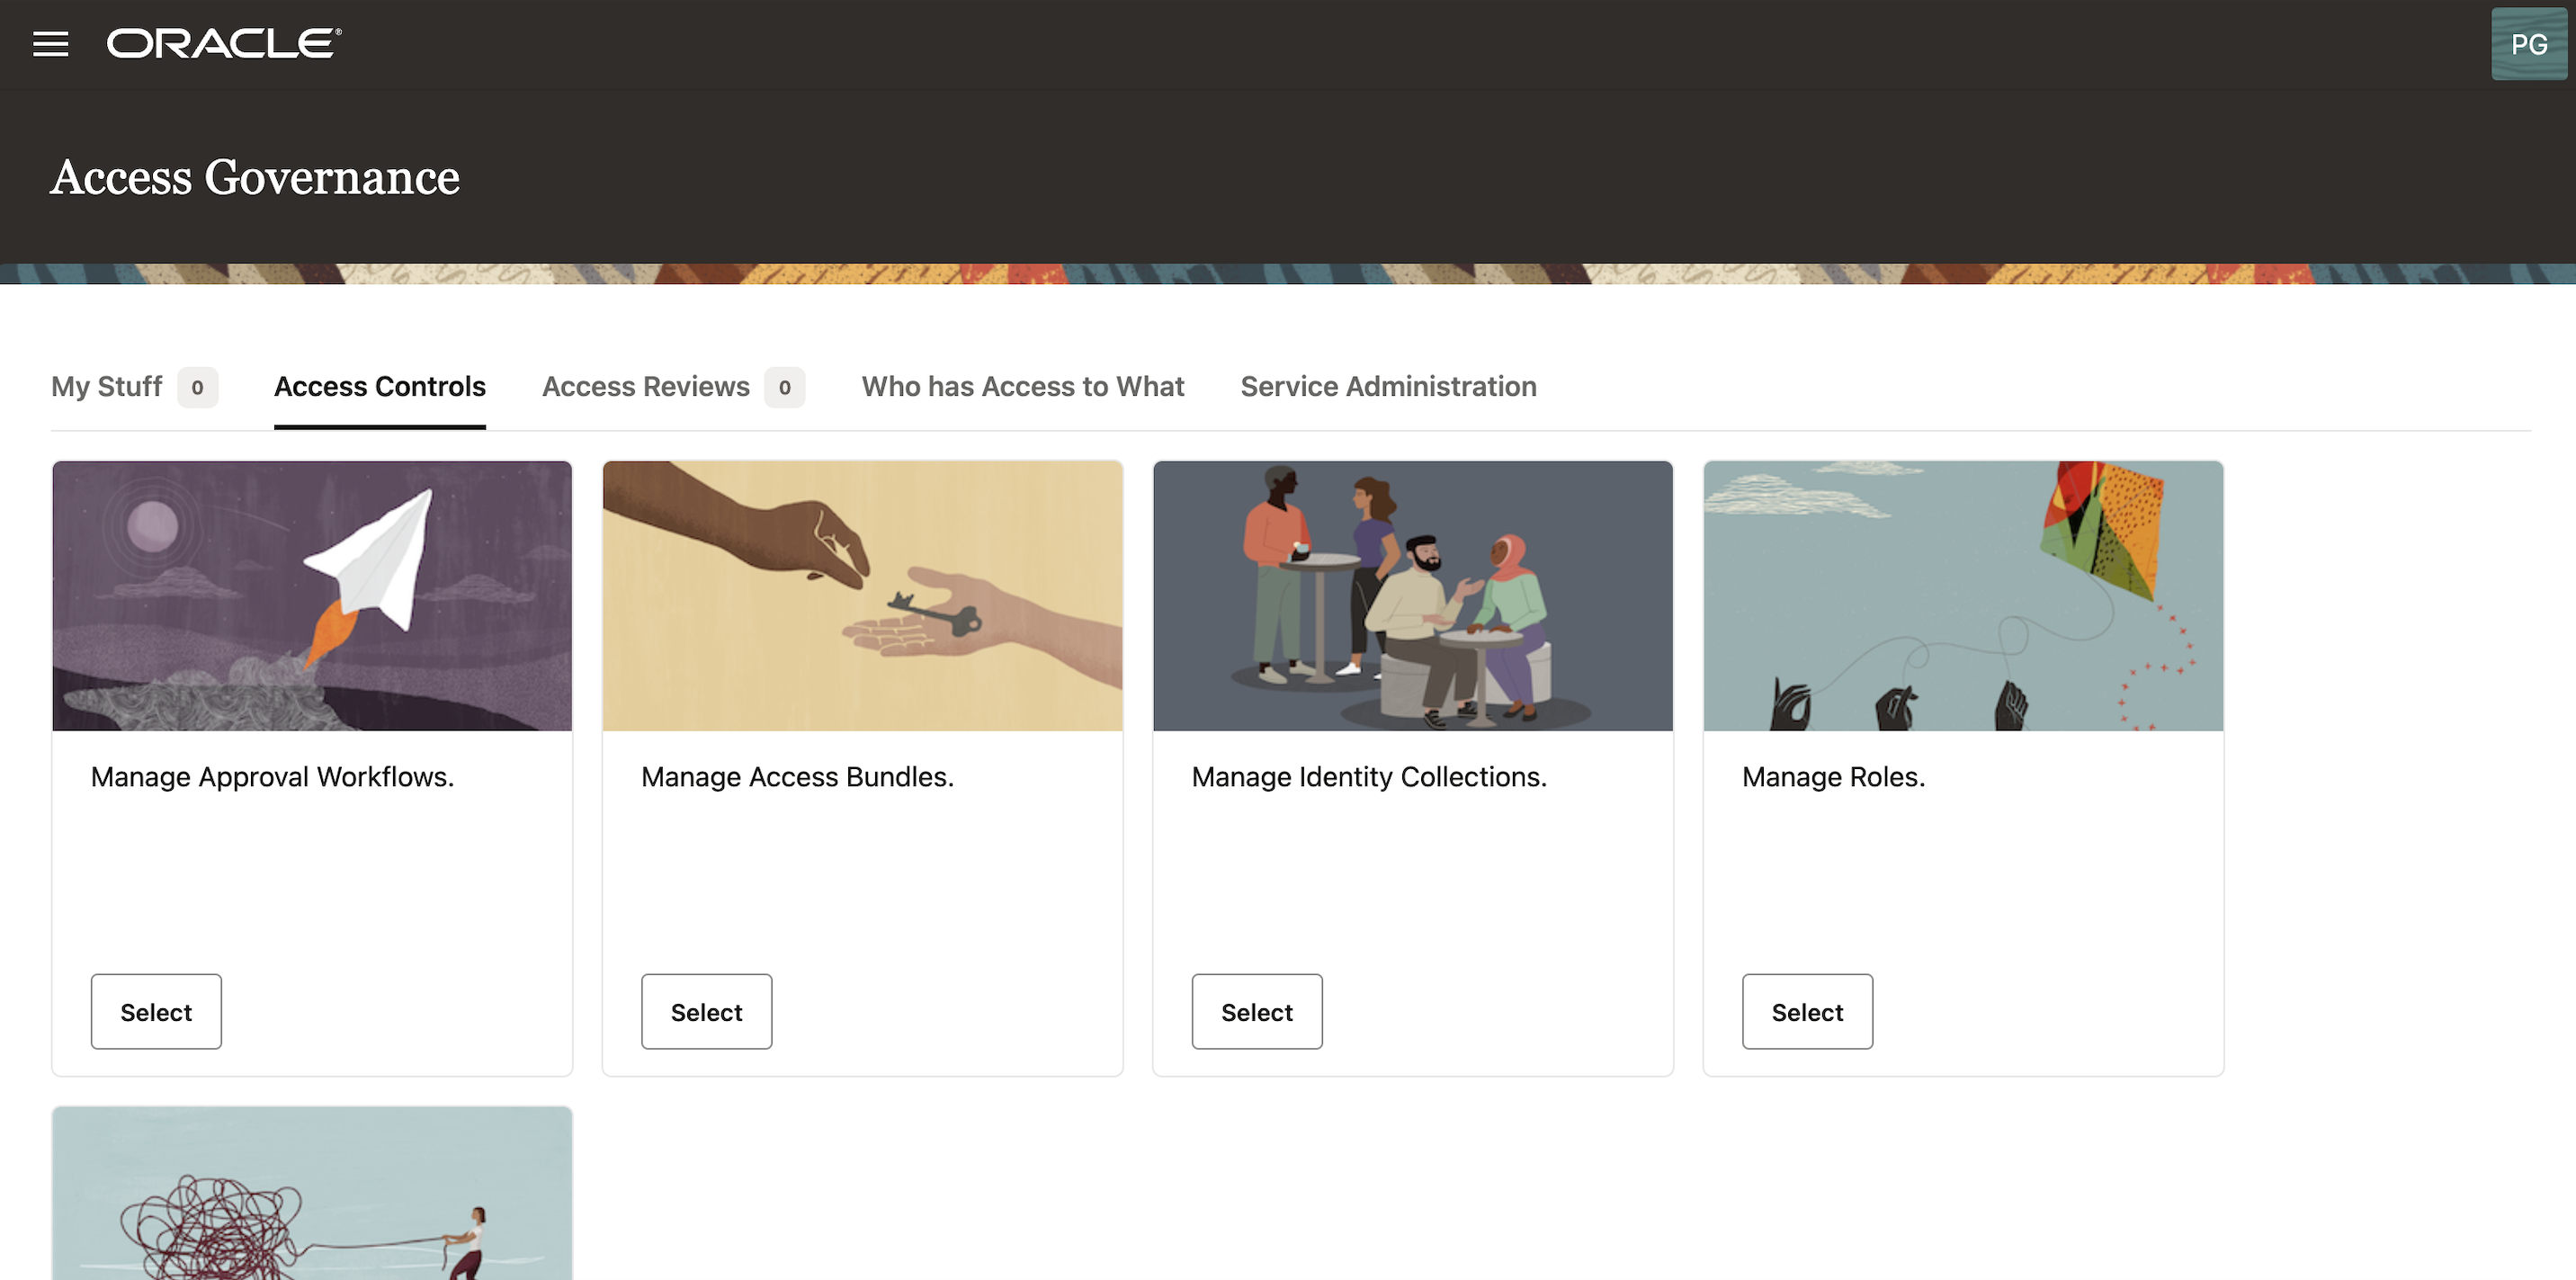 ORACLE®
PG
Access Governance
My Stuff 0 Access Controls Access Reviews 0 Who has Access to What Service Administration
Manage Approval Workflows.
Select
Manage Access Bundles.
Select
Manage Identity Collections.
Select
Manage Roles.
Select